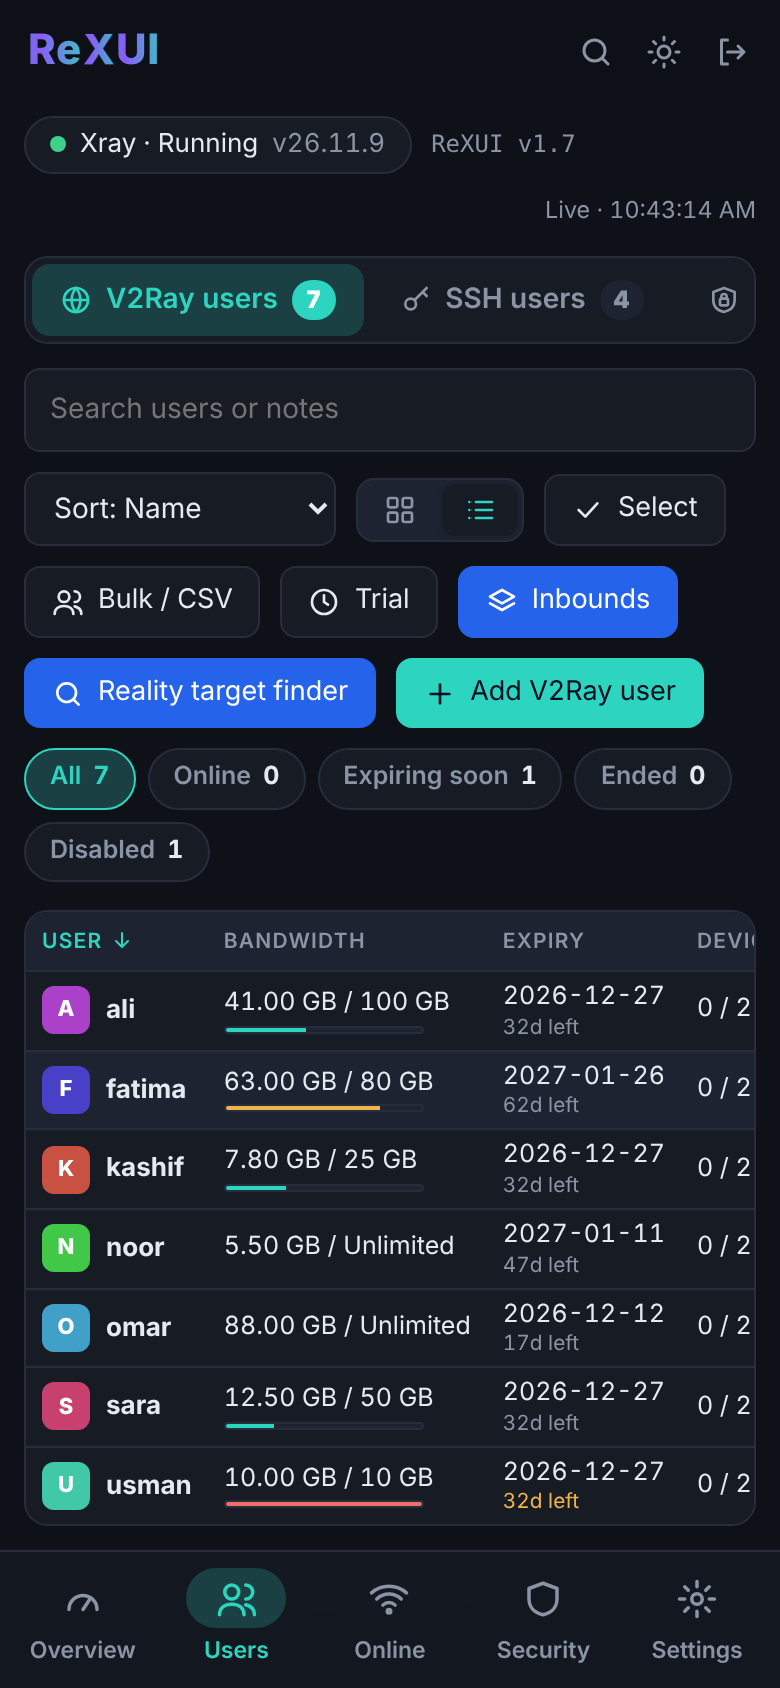 ReXUI
Xray · Running v26.11.9 ReXUI v1.7
Live · 10:43:14 AM
V2Ray users 7 SSH users 4
Search users or notes
Sort: Name Select
Bulk / CSV Trial Inbounds
Reality target finder Add V2Ray user
All 7 Online 0 Expiring soon 1 Ended 0
Disabled 1
USER ↓ BANDWIDTH EXPIRY
A ali 41.00 GB / 100 GB 2026-12-27 0 / 2
32d left
F fatima 63.00 GB / 80 GB 2027-01-26 0 / 2
62d left
K kashif 7.80 GB / 25 GB 2026-12-27 0 / 2
32d left
N noor 5.50 GB / Unlimited 2027-01-11 0 / 2
47d left
O omar 88.00 GB / Unlimited 2026-12-12 0 / 2
17d left
S sara 12.50 GB / 50 GB 2026-12-27 0 / 2
32d left
U usman 10.00 GB / 10 GB 2026-12-27 0 / 2
32d left
Overview Users Online Security Settings